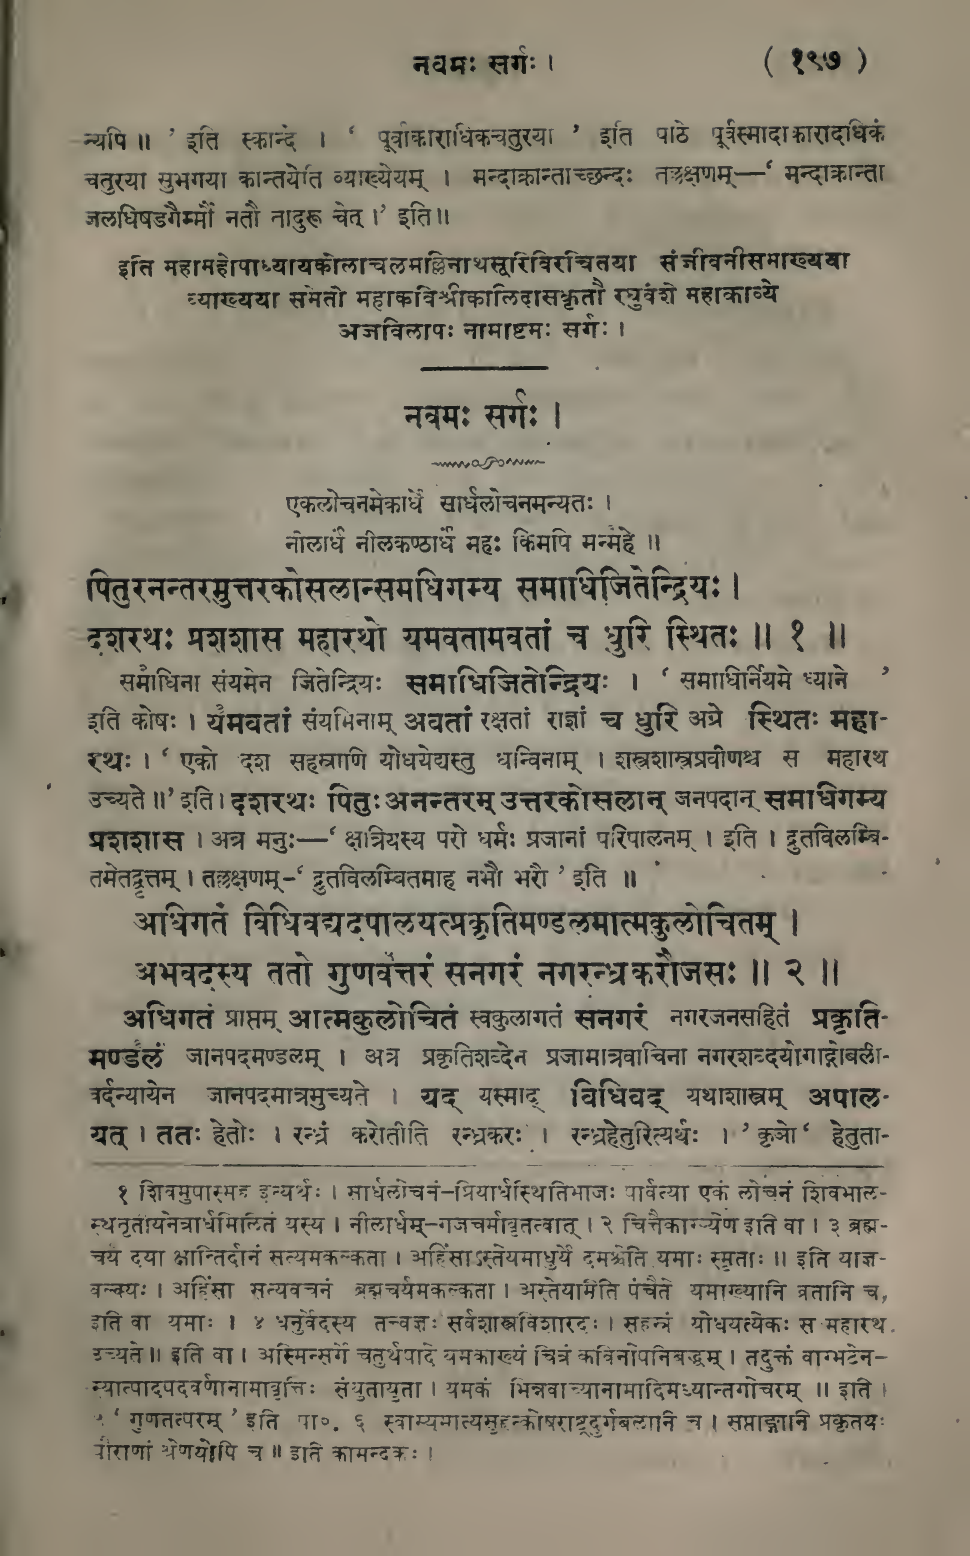 नवमः सर्गः । ( १९७ )
न्यपि ॥ ’ इति स्कान्दे । ‘ पूर्वाकाराधिकचतुरया ’ इति पाठे पूर्वस्मादाकारादधिकं
चतुरया सुभगया कान्तयेति व्याख्येयम् । मन्दाक्रान्ताच्छन्दः तल्लक्षणम्—‘ मन्दाक्रान्ता
जलधिषडगैर्म्भौ नतौ नाद्गुरू चेत् ।’ इति ॥
इति महामहोपाध्यायकोलाचलमल्लिनाथसूरिविरचितया संजीवनीसमाख्यया
व्याख्यया समेतो महाकविश्रीकालिदासकृतौ रघुवंशे महाकाव्ये
अजविलापः नामाष्टमः सर्गः ।
नवमः सर्गः ।
एकलोचनमेकार्धे सार्धलोचनमन्यतः ।
नीलार्धं नीलकण्ठार्धं महः किमपि मन्महे ॥
पितुरनन्तरमुत्तरकोसलान्समधिगम्य समाधिजितेन्द्रियः ।
दशरथः प्रशशास महारथो यमवतामवतां च धुरि स्थितः ॥ १ ॥
समाधिना संयमेन जितेन्द्रियः समाधिजितेन्द्रियः । ‘ समाधिर्नियमे ध्याने ’
इति कोषः । यमवतां संयमिनाम् अवतां रक्षतां राज्ञां च धुरि अग्रे स्थितः महा-
रथः । ‘ एको दश सहस्राणि योधयेद्यस्तु धन्विनाम् । शस्त्रशास्त्रप्रवीणश्च स महारथ
उच्यते ॥’ इति । दशरथः पितुः अनन्तरम् उत्तरकोसलान् जनपदान् समाधिगम्य
प्रशशास । अत्र मनुः—‘ क्षात्रियस्य परो धर्मः प्रजानां परिपालनम् । इति । द्रुतविलम्बि-
तमेतद्वृत्तम् । तल्लक्षणम्-‘ द्रुतविलम्बितमाह नभौ भरौ ’ इति ॥
अधिगतं विधिवद्यदपालयत्प्रकृतिमण्डलमात्मकुलोचितम् ।
अभवदस्य ततो गुणवत्तरं सनगरं नगरन्ध्रकरौजसः ॥ २ ॥
अधिगतं प्राप्तम् आत्मकुलोचितं स्वकुलागतं सनगरं नगरजनसहितं प्रकृति-
मण्डलं जानपदमण्डलम् । अत्र प्रकृतिशब्देन प्रजामात्रवाचिना नगरशब्दयोगाद्गोबली-
वर्दन्यायेन जानपदमात्रमुच्यते । यद् यस्माद् विधिवद् यथाशास्त्रम् अपाल-
यत् । ततः हेतोः । रन्ध्रं करोतीति रन्ध्रकरः । रन्ध्रहेतुरित्यर्थः । ’ कृञो ‘ हेतुता-
१ शिवमुपास्मह इत्यर्थः । सार्धलोचनं-प्रियार्धस्थितिभाजः पार्वत्या एकं लोचनं शिवभाल-
स्थतृतीयनेत्रार्धमिलितं यस्य । नीलार्धम्-गजचर्मावृतत्वात् । २ चित्तैकाग्र्येण इति वा । ३ ब्रह्म-
चर्यं दया क्षान्तिर्दानं सत्यमकल्कता । अहिंसाऽस्तेयमाधुर्ये दमश्चेति यमाः स्मृताः ॥ इति याज्ञ-
वल्क्यः । अहिंसा सत्यवचनं ब्रह्मचर्यमकल्कता । अस्तेयामिति पंचैते यमाख्यानि व्रतानि च,
इति वा यमाः । ४ धनुर्वेदस्य तत्त्वज्ञः सर्वशास्त्रविशारदः । सहस्त्रं योधयत्येकः स महारथ
उच्यते ॥ इति वा । अस्मिन्सर्गे चतुर्थपादे यमकाख्यं चित्रं कविनोपनिबद्धम् । तदुक्तं वाग्भटेन-
स्यात्पादपदवर्णानामावृत्तिः संयुतायुता । यमकं भिन्नवाच्यानामादिमध्यान्तगोचरम् ॥ इति ।
५ ‘ गुणतत्परम् ’ इति पा०. ६ स्वाम्यमात्यसुहृत्कोषराष्ट्रदुर्गबलानि च । सप्ताङ्गानि प्रकृतयः
पौराणां श्रेणयोपि च ॥ इति कामन्दकः ।